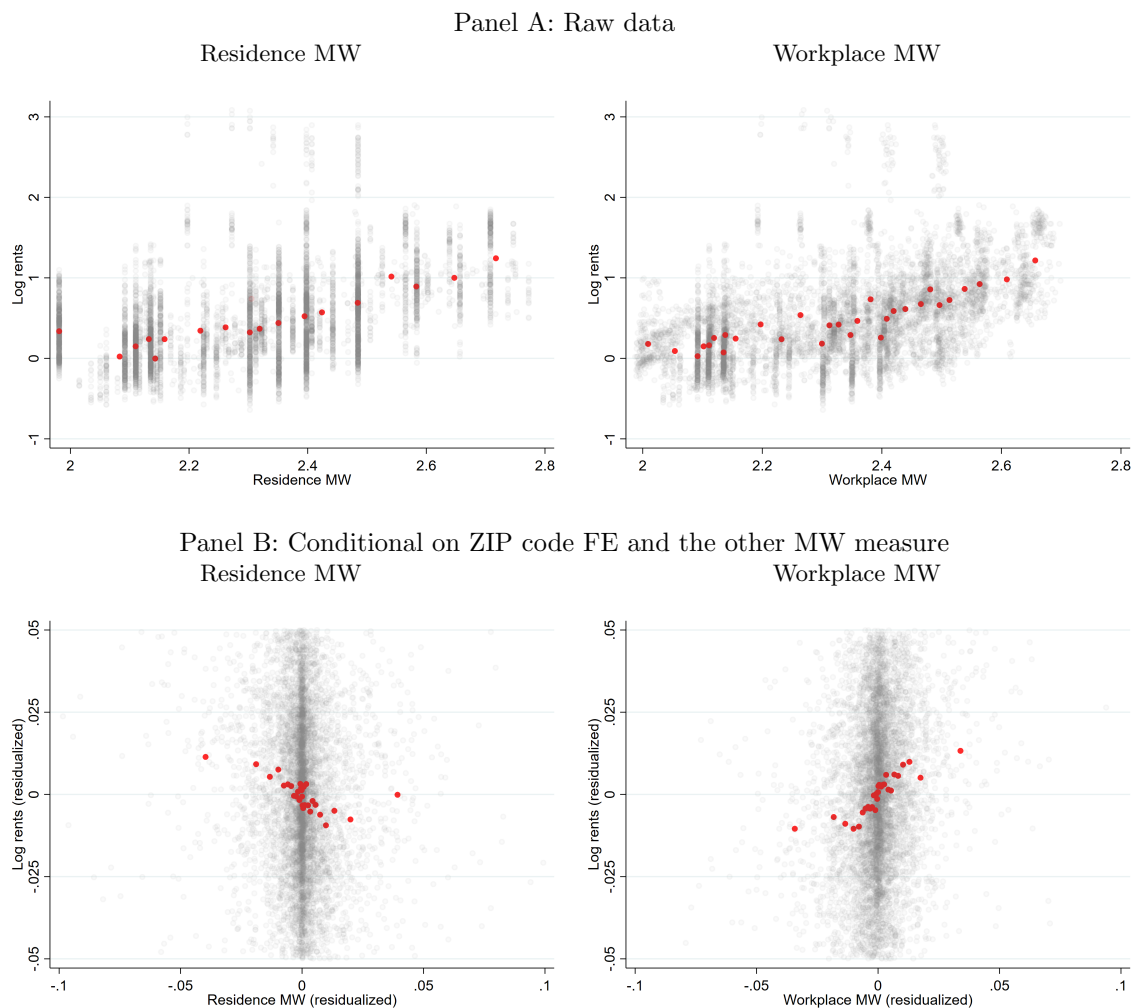 Panel A: Raw data
Residence MW
Workplace MW
3
2
1
0
-1
Log rents
2
2.2
2.4
2.6
2.8
Residence MW
3
2
1
0
-1
Log rents
2
2.2
2.4
2.6
2.8
Workplace MW
Panel B: Conditional on ZIP code FE and the other MW measure
Residence MW
Workplace MW
.05
.025
0
-.025
-.05
Log rents (residualized)
-.1
-.05
0
.05
.1
Residence MW (residualized)
.05
.025
0
-.025
-.05
Log rents (residualized)
-.1
-.05
0
.05
.1
Workplace MW (residualized)